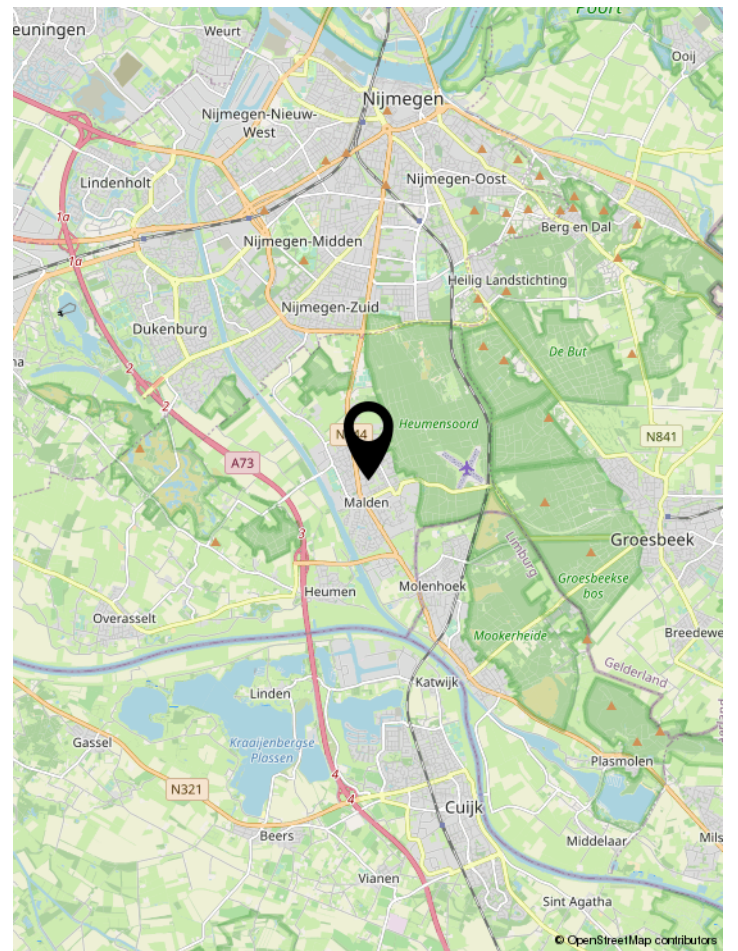 Poort
euningen
Weurt
Ooij
Nijmegen
Nijmegen-Nieuw-
West
Lindenholt
Nijmegen-Oost
1a
Berg en Dal
Nijmegen-Midden
1a
Heilig Landstichting
Nijmegen-Zuid
Dukenburg
De But
na
2
2
Heumensoord
N841
A73
Malden
3
Limburg
Groesbeek
Groesbeekse
bos
Molenhoek
Heumen
Overasselt
Mookerheide
Breedewe
Gelderland
Katwijk
Linden
Kraaijenbergse
Plassen
Gassel
Plasmolen
4
N321
4
Cuijk
Beers
Middelaar
Mils
Vianen
Sint Agatha
© OpenStreetMap contributors